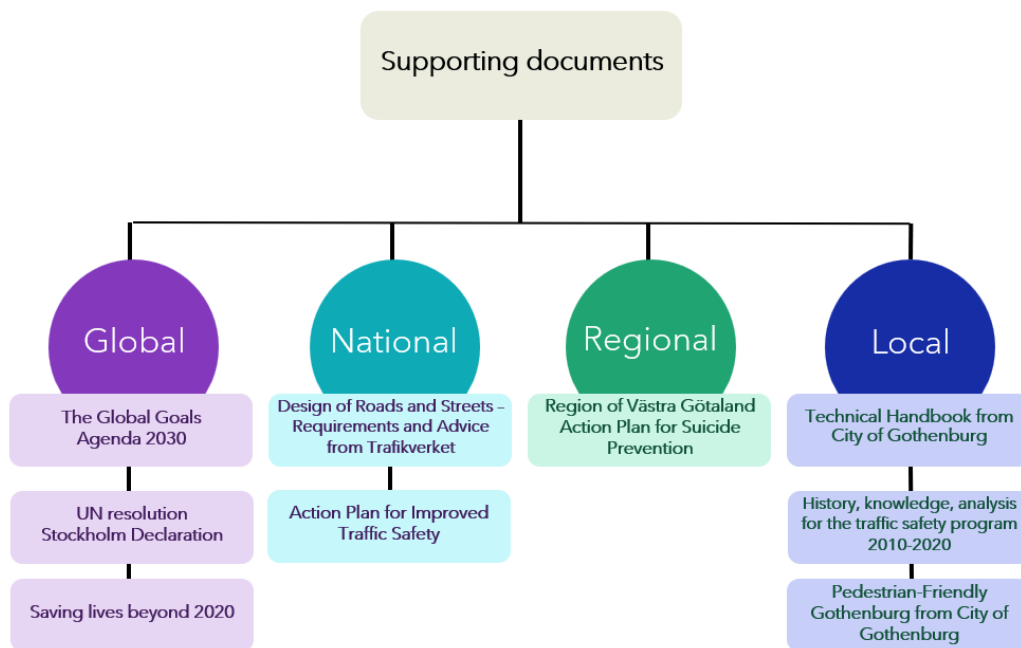 Supporting documents
Global
National
Regional
Local
The Global Goals
Agenda 2030
UN resolution
Stockholm Declaration
Saving lives beyond 2020
Design of Roads and Streets –
Requirements and Advice
from Trafikverket
Action Plan for Improved
Traffic Safety
Region of Västra Götaland
Action Plan for Suicide
Prevention
Technical Handbook from
City of Gothenburg
History, knowledge, analysis
for the traffic safety program
2010-2020
Pedestrian-Friendly
Gothenburg from City of
Gothenburg